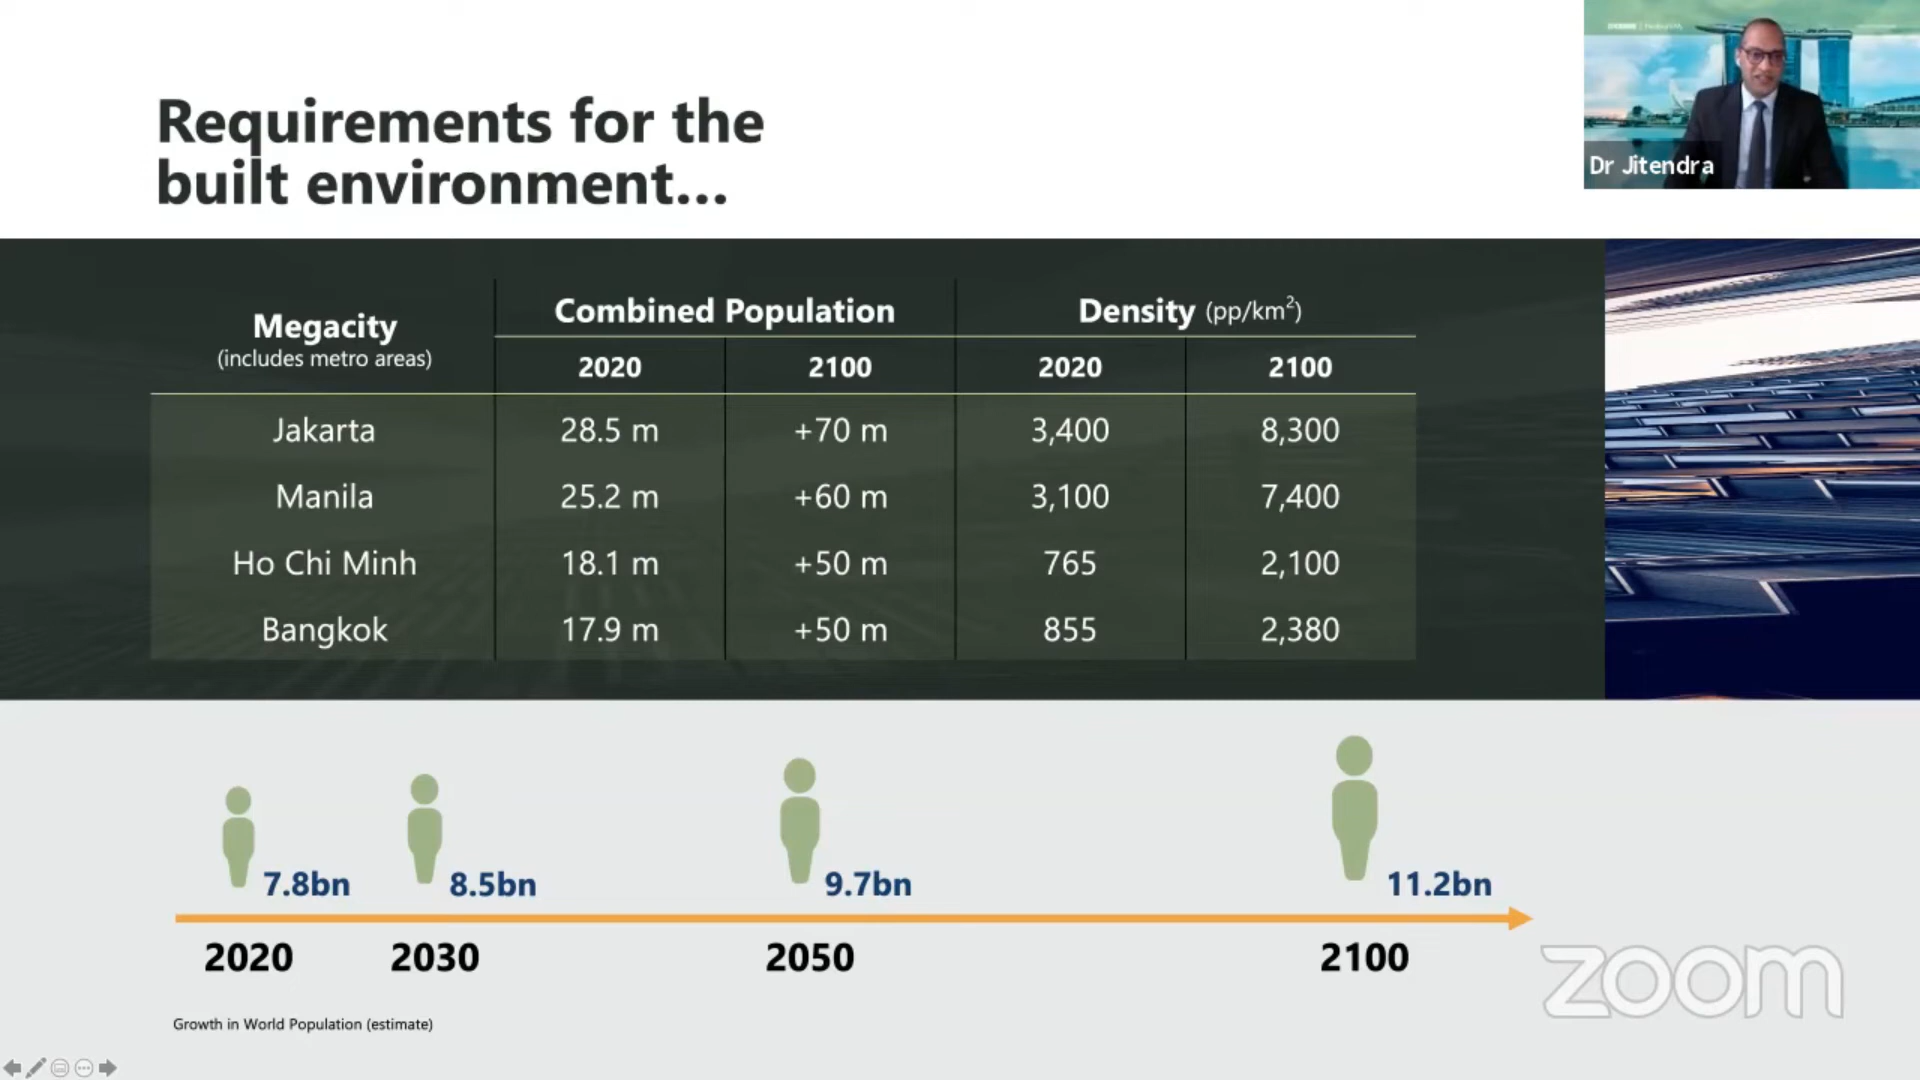 Requirements for the
built environment...
Dr Jitendra
Megacity
(includes metro areas)
Combined Population
Density (pp/km²)
2020 2100 2020 2100
Jakarta 28.5 m +70 m 3,400 8,300
Manila 25.2 m +60 m 3,100 7,400
Ho Chi Minh 18.1 m +50 m 765 2,100
Bangkok 17.9 m +50 m 855 2,380
7.8bn 8.5bn 9.7bn 11.2bn
2020 2030 2050 2100
zoom
Growth in World Population (estimate)